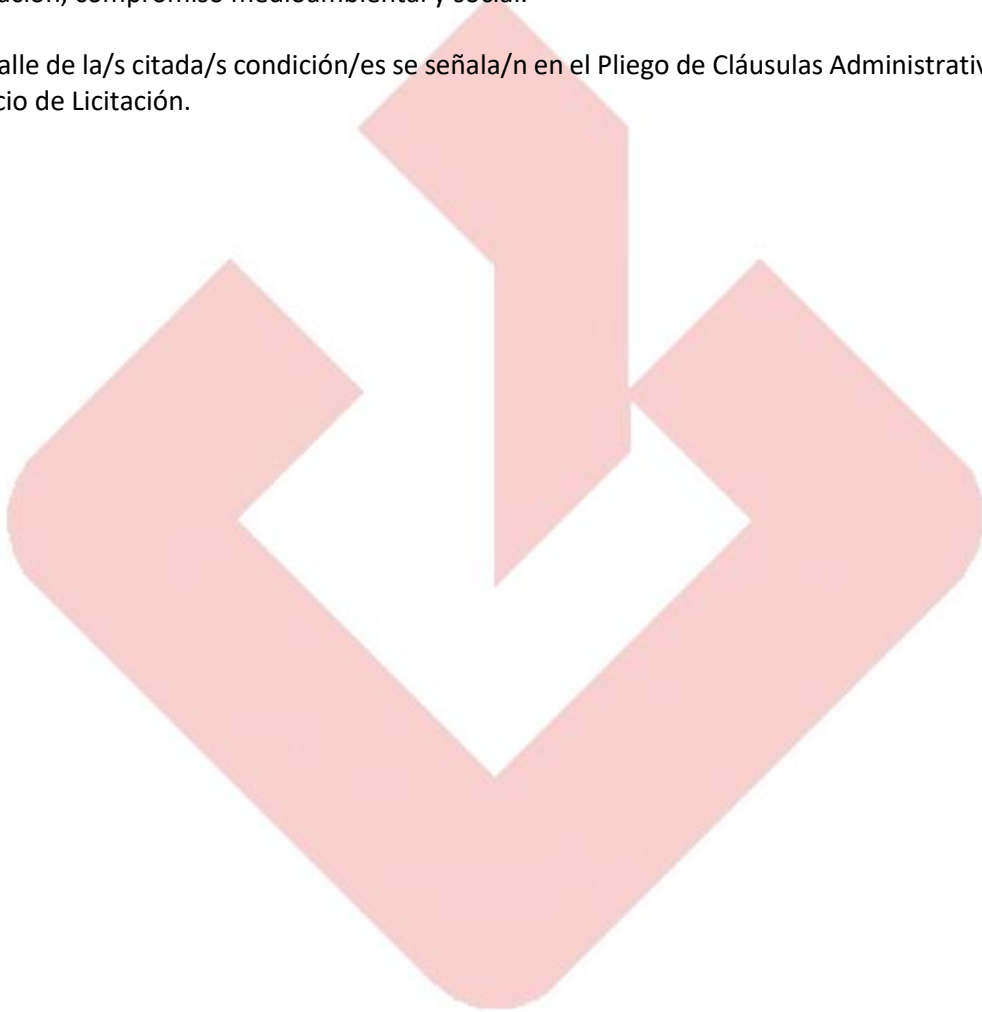 compromiso medioambiental y social.
alle de la/s citada/s condición/es se señala/n en el Pliego de Cláusulas Administrativ
cio de Licitación.